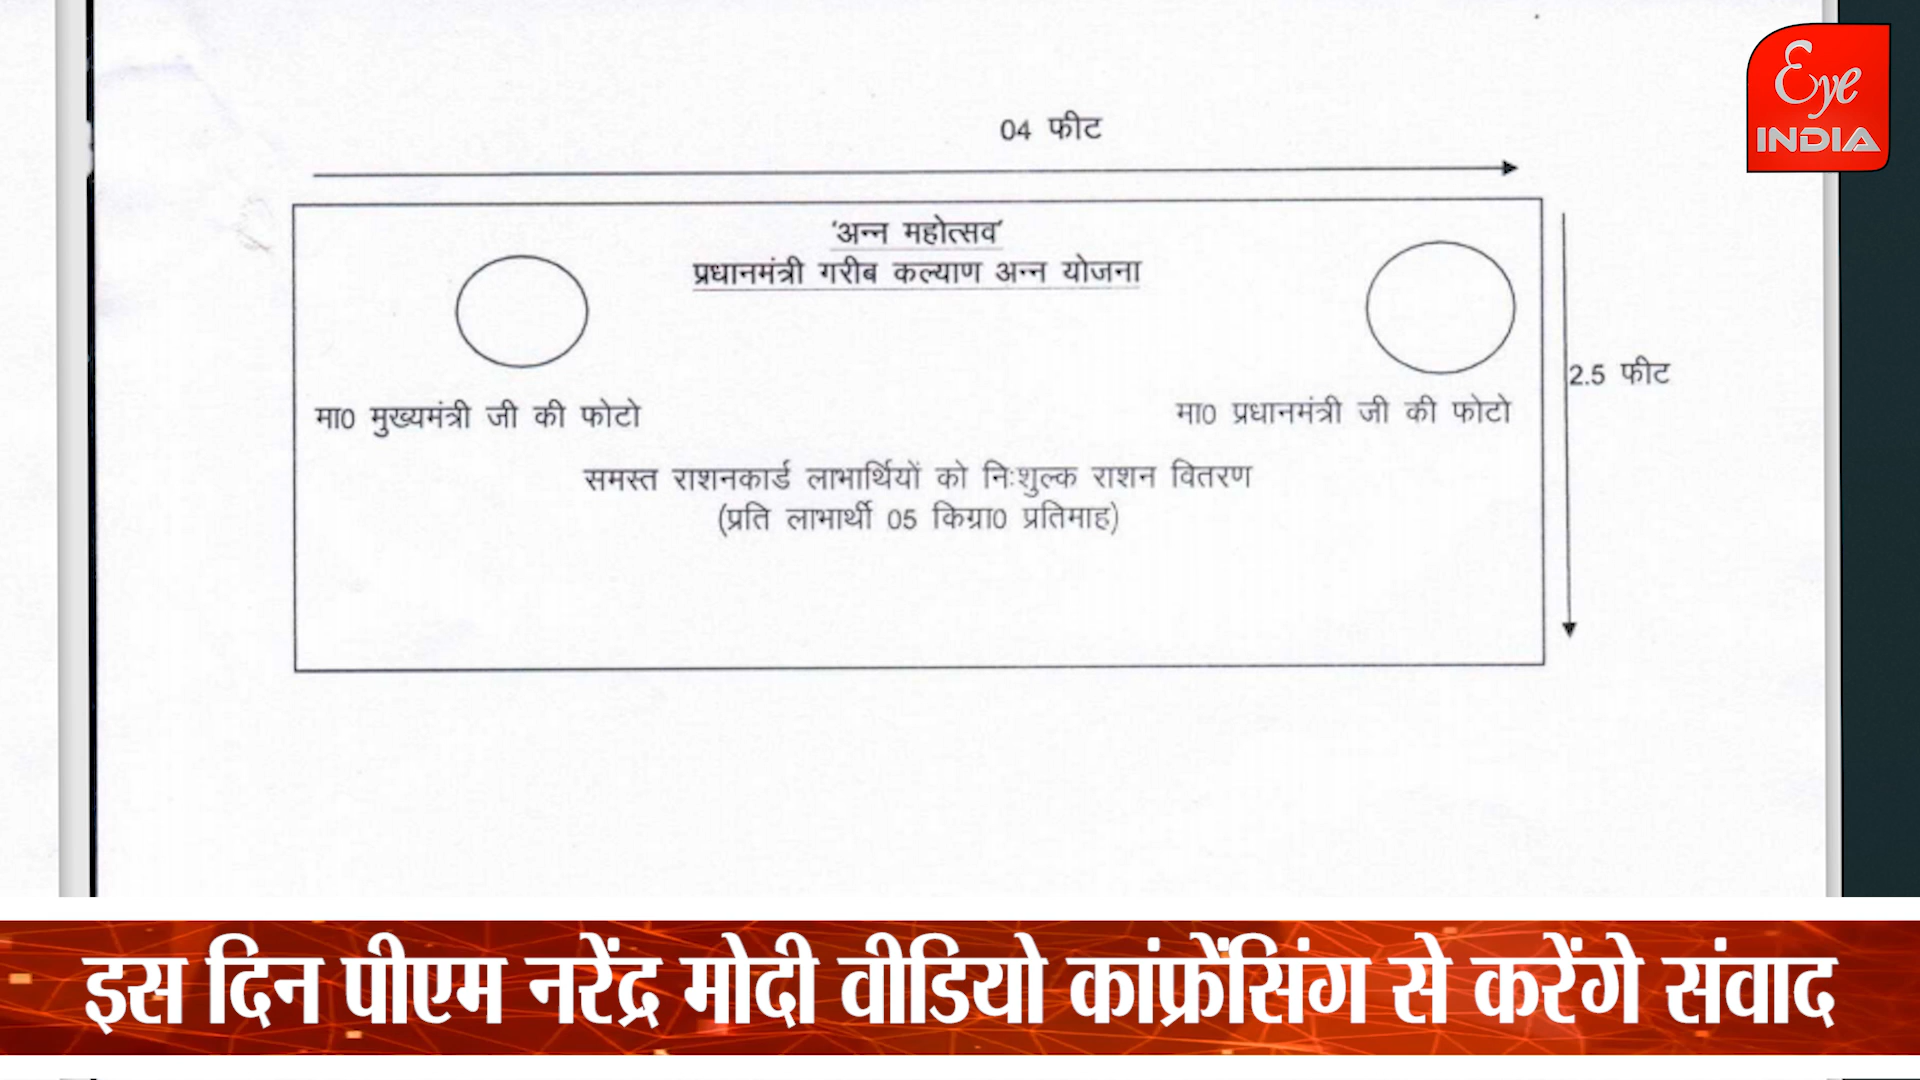 Eye
INDIA
04 फीट
'अन्न महोत्सव'
प्रधानमंत्री गरीब कल्याण अन्न योजना
2.5 फीट
मा0 मुख्यमंत्री जी की फोटो
मा0 प्रधानमंत्री जी की फोटो
समस्त राशनकार्ड लाभार्थियों को निःशुल्क राशन वितरण
(प्रति लाभार्थी 05 किग्रा0 प्रतिमाह)
इस दिन पीएम नरेंद्र मोदी वीडियो कांफ्रेंसिंग से करेंगे संवाद